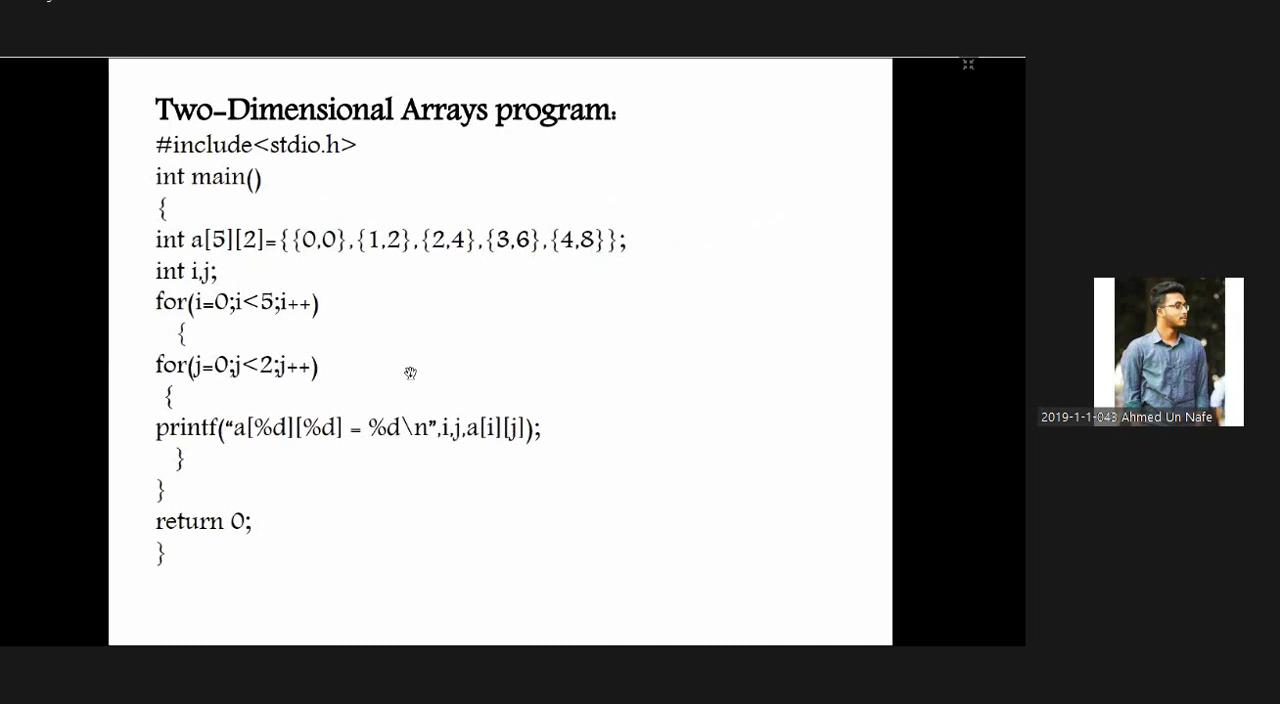 Two-Dimensional Arrays program:
#include<stdio.h>
int main()
{
int a[5][2]={{0,0},{1,2},{2,4},{3,6},{4,8}};
int i,j;
for(i=0;i<5;i++)
{
for(j=0;j<2;j++)
{
printf(“a[%d][%d] = %d\n”,i,j,a[i][j]);
}
}
return 0;
}
2019-1-1-043 Ahmed Un Nafe